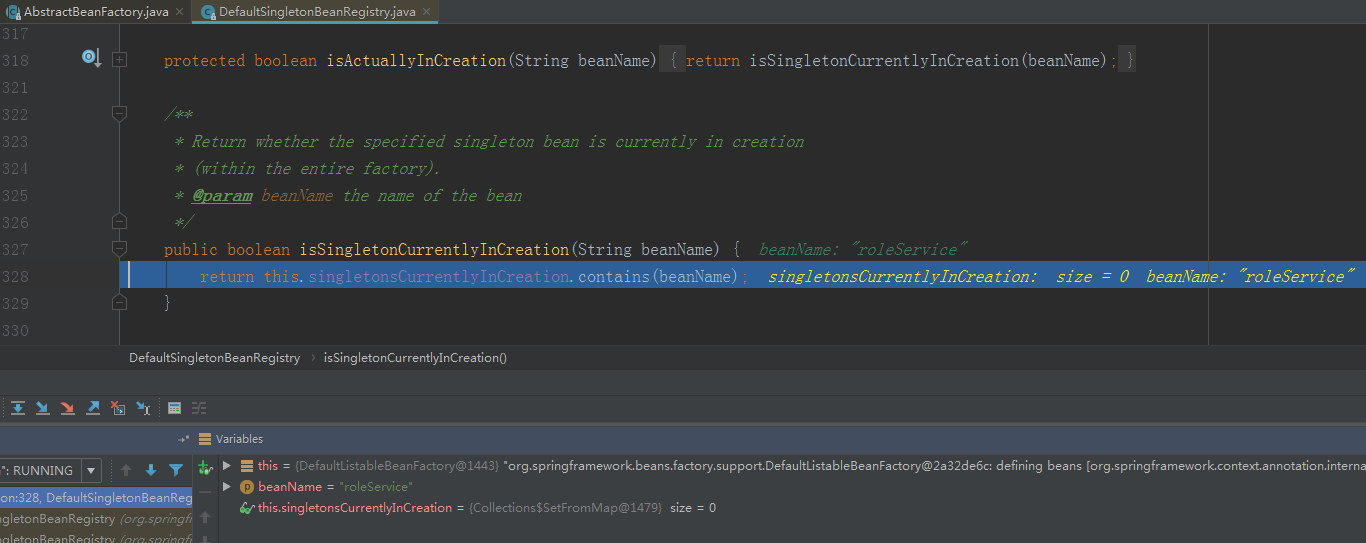 AbstractBeanFactory.java × DefaultSingletonBeanRegistry.java ×
317
318 protected boolean isActuallyInCreation(String beanName) { return isSingletonCurrentlyInCreation(beanName); }
321
322 /**
323 * Return whether the specified singleton bean is currently in creation
324 * (within the entire factory).
325 * @param beanName the name of the bean
326 */
327 public boolean isSingletonCurrentlyInCreation(String beanName) { beanName: "roleService"
328 return this.singletonsCurrentlyInCreation.contains(beanName); singletonsCurrentlyInCreation: size = 0 beanName: "roleService"
329 }
330
DefaultSingletonBeanRegistry › isSingletonCurrentlyInCreation()
Variables
": RUNNING
this = {DefaultListableBeanFactory@1443} "org.springframework.beans.factory.support.DefaultListableBeanFactory@2a32de6c: defining beans [org.springframework.context.annotation.interna
beanName = "roleService"
on:328, DefaultSingletonBeanReg
this.singletonsCurrentlyInCreation = {Collections$SetFromMap@1479} size = 0
ngletonBeanRegistry (org.springfr
ngletonBeanRegistry (org.springfr